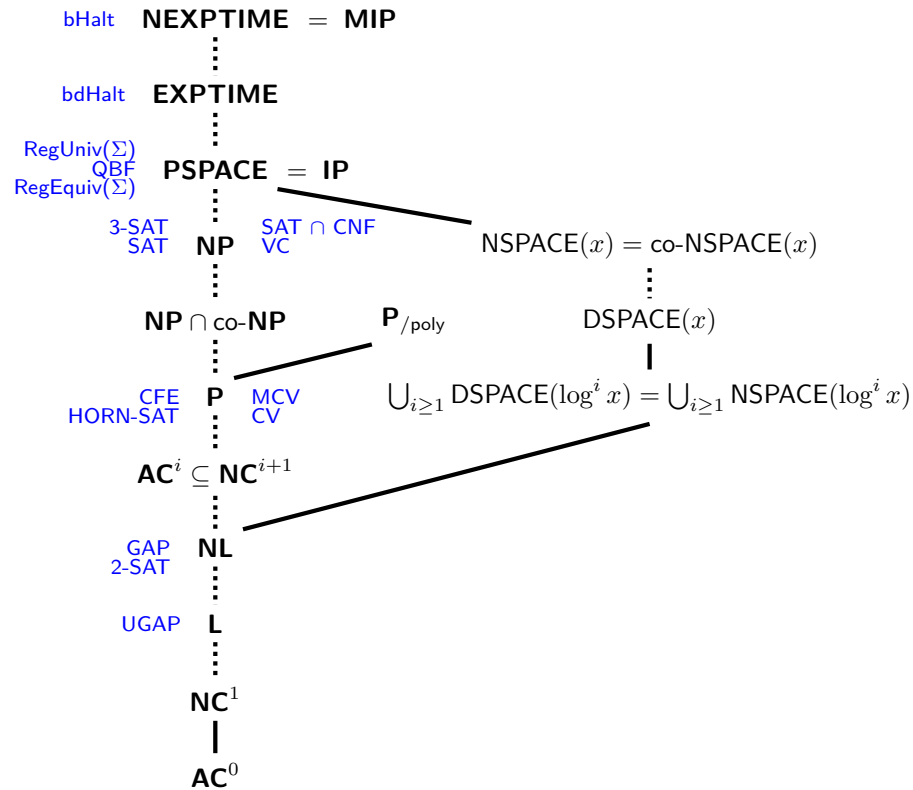 bHalt NEXPTIME = MIP
bdHalt EXPTIME
RegUniv(Σ)
QBF PSPACE = IP
RegEquiv(Σ)
3-SAT SAT ∩ CNF
SAT NP VC
NSPACE(x) = co-NSPACE(x)
NP ∩ co-NP
P/poly
DSPACE(x)
CFE P MCV
HORN-SAT CV
⋃i≥1 DSPACE(logⁱ x) = ⋃i≥1 NSPACE(logⁱ x)
ACⁱ ⊆ NCⁱ⁺¹
GAP NL
2-SAT
UGAP L
NC¹
AC⁰